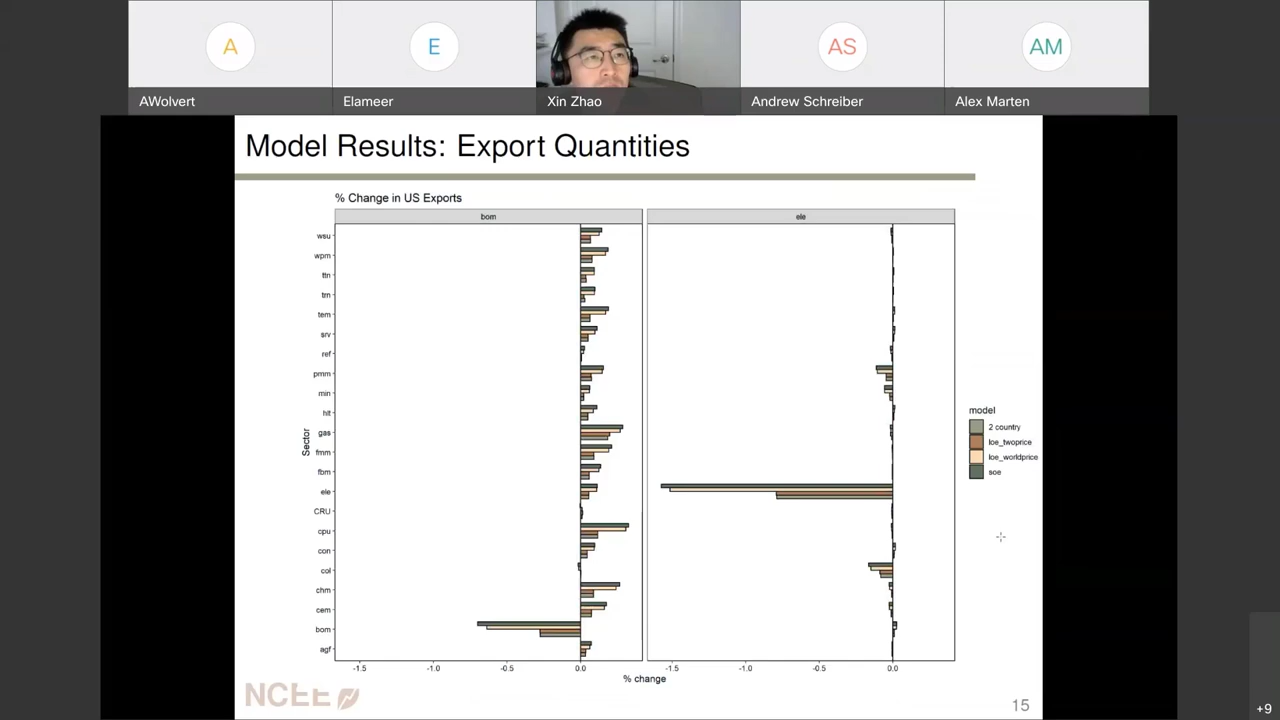 A
E
AS
AM
AWolvert
Elameer
Xin Zhao
Andrew Schreiber
Alex Marten
Model Results: Export Quantities
% Change in US Exports
bom
ele
wsu
wpm
ttn
trn
tem
srv
ref
pmm
min
hlt
gas
fmm
fbm
ele
CRU
cpu
con
col
chm
cem
bom
agf
Sector
-1.5
-1.0
-0.5
0.0
-1.5
-1.0
-0.5
0.0
% change
model
2 country
loe_twoprice
loe_worldprice
soe
NCEE
15
+9